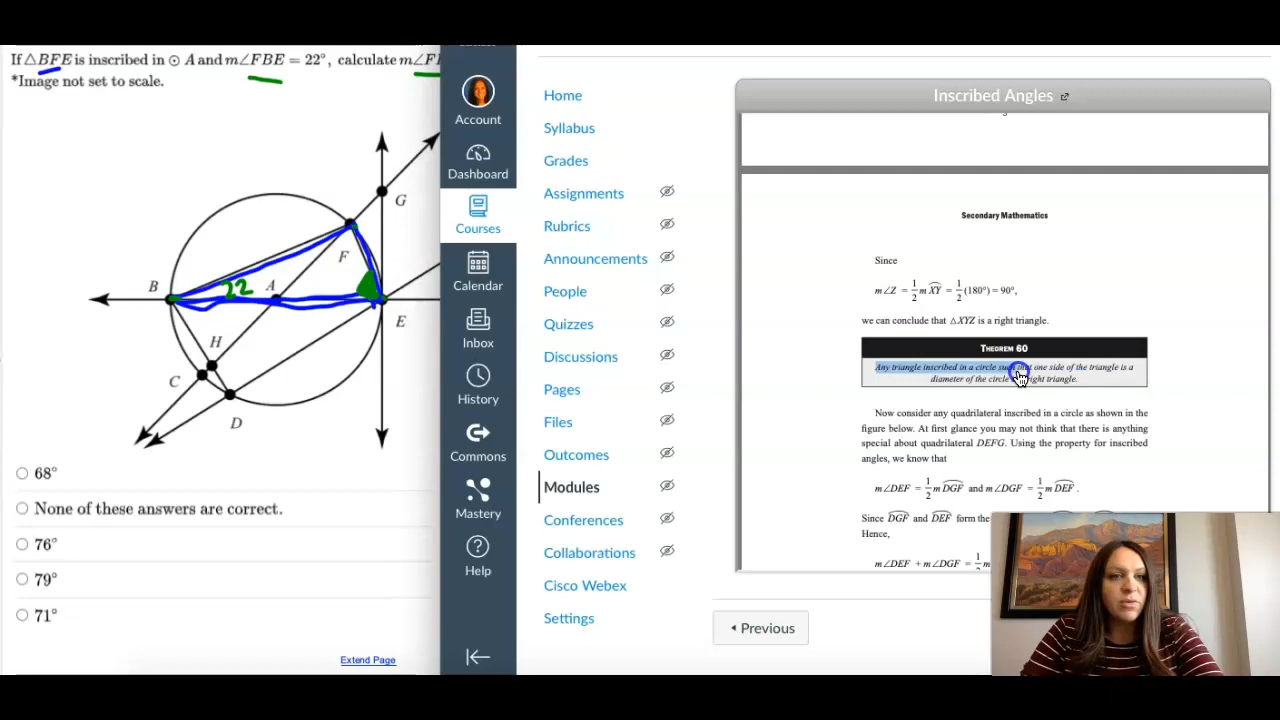 If △BFE is inscribed in ⊙ A and m∠FBE = 22°, calculate m∠F
*Image not set to scale.
G
F
B
22
A
E
H
C
D
68°
None of these answers are correct.
76°
79°
71°
Extend Page
Account
Dashboard
Courses
Calendar
Inbox
History
Commons
Mastery
Help
Home
Syllabus
Grades
Assignments
Rubrics
Announcements
People
Quizzes
Discussions
Pages
Files
Outcomes
Modules
Conferences
Collaborations
Cisco Webex
Settings
Inscribed Angles
Secondary Mathematics
Since
m∠Z = 1/2 m XY = 1/2 (180°) = 90°,
we can conclude that △XYZ is a right triangle.
THEOREM 60
Any triangle inscribed in a circle such that one side of the triangle is a
diameter of the circle right triangle.
Now consider any quadrilateral inscribed in a circle as shown in the
figure below. At first glance you may not think that there is anything
special about quadrilateral DEFG. Using the property for inscribed
angles, we know that
m∠DEF = 1/2 m DGF and m∠DGF = 1/2 m DEF .
Since DGF and DEF form the
Hence,
m∠DEF + m∠DGF = 1/2 m
Previous